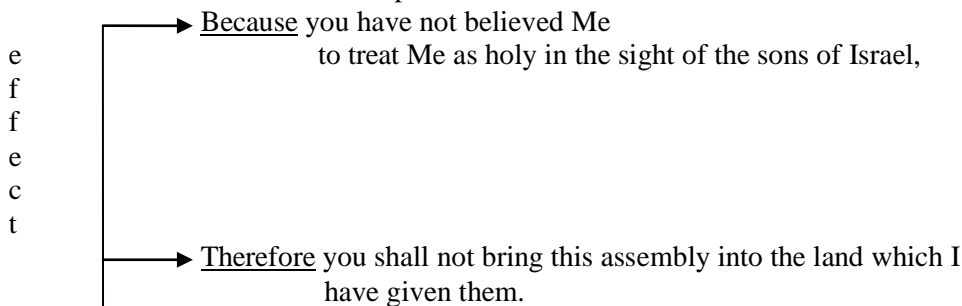 Because you have not believed Me
to treat Me as holy in the sight of the sons of Israel,
e
f
f
e
c
t
Therefore you shall not bring this assembly into the land which I
have given them.